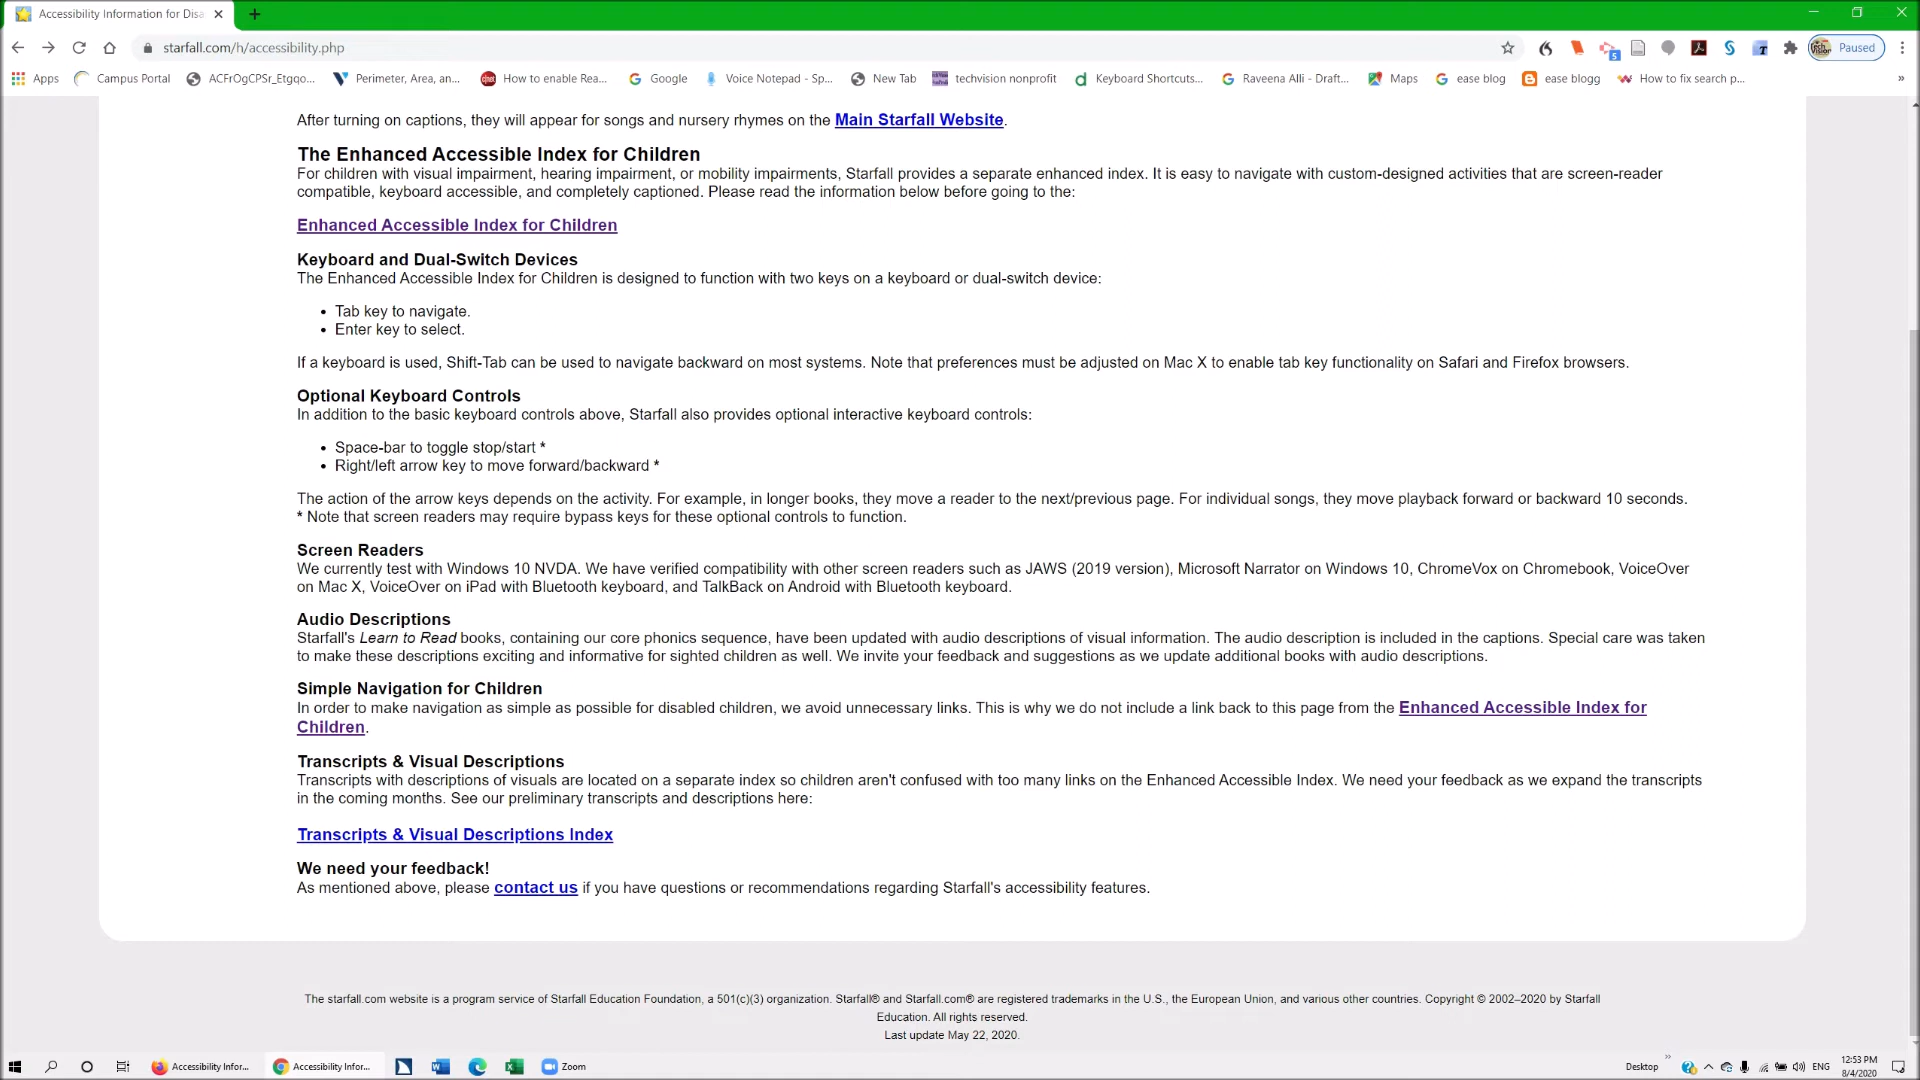 Accessibility Information for Disa
starfall.com/h/accessibility.php
Paused
Apps
Campus Portal
ACFrOgCPSr_Etgqo...
Perimeter, Area, an...
How to enable Rea...
Google
Voice Notepad - Sp...
New Tab
techvision nonprofit
Keyboard Shortcuts...
Raveena Alli - Draft...
Maps
ease blog
ease blogg
How to fix search p...
»
After turning on captions, they will appear for songs and nursery rhymes on the Main Starfall Website.
The Enhanced Accessible Index for Children
For children with visual impairment, hearing impairment, or mobility impairments, Starfall provides a separate enhanced index. It is easy to navigate with custom-designed activities that are screen-reader
compatible, keyboard accessible, and completely captioned. Please read the information below before going to the:
Enhanced Accessible Index for Children
Keyboard and Dual-Switch Devices
The Enhanced Accessible Index for Children is designed to function with two keys on a keyboard or dual-switch device:
• Tab key to navigate.
• Enter key to select.
If a keyboard is used, Shift-Tab can be used to navigate backward on most systems. Note that preferences must be adjusted on Mac X to enable tab key functionality on Safari and Firefox browsers.
Optional Keyboard Controls
In addition to the basic keyboard controls above, Starfall also provides optional interactive keyboard controls:
• Space-bar to toggle stop/start *
• Right/left arrow key to move forward/backward *
The action of the arrow keys depends on the activity. For example, in longer books, they move a reader to the next/previous page. For individual songs, they move playback forward or backward 10 seconds.
* Note that screen readers may require bypass keys for these optional controls to function.
Screen Readers
We currently test with Windows 10 NVDA. We have verified compatibility with other screen readers such as JAWS (2019 version), Microsoft Narrator on Windows 10, ChromeVox on Chromebook, VoiceOver
on Mac X, VoiceOver on iPad with Bluetooth keyboard, and TalkBack on Android with Bluetooth keyboard.
Audio Descriptions
Starfall's Learn to Read books, containing our core phonics sequence, have been updated with audio descriptions of visual information. The audio description is included in the captions. Special care was taken
to make these descriptions exciting and informative for sighted children as well. We invite your feedback and suggestions as we update additional books with audio descriptions.
Simple Navigation for Children
In order to make navigation as simple as possible for disabled children, we avoid unnecessary links. This is why we do not include a link back to this page from the Enhanced Accessible Index for
Children.
Transcripts & Visual Descriptions
Transcripts with descriptions of visuals are located on a separate index so children aren't confused with too many links on the Enhanced Accessible Index. We need your feedback as we expand the transcripts
in the coming months. See our preliminary transcripts and descriptions here:
Transcripts & Visual Descriptions Index
We need your feedback!
As mentioned above, please contact us if you have questions or recommendations regarding Starfall's accessibility features.
The starfall.com website is a program service of Starfall Education Foundation, a 501(c)(3) organization. Starfall® and Starfall.com® are registered trademarks in the U.S., the European Union, and various other countries. Copyright © 2002–2020 by Starfall
Education. All rights reserved.
Last update May 22, 2020.
Accessibility Infor...
Accessibility Infor...
Zoom
Desktop
»
ENG
12:53 PM
8/4/2020